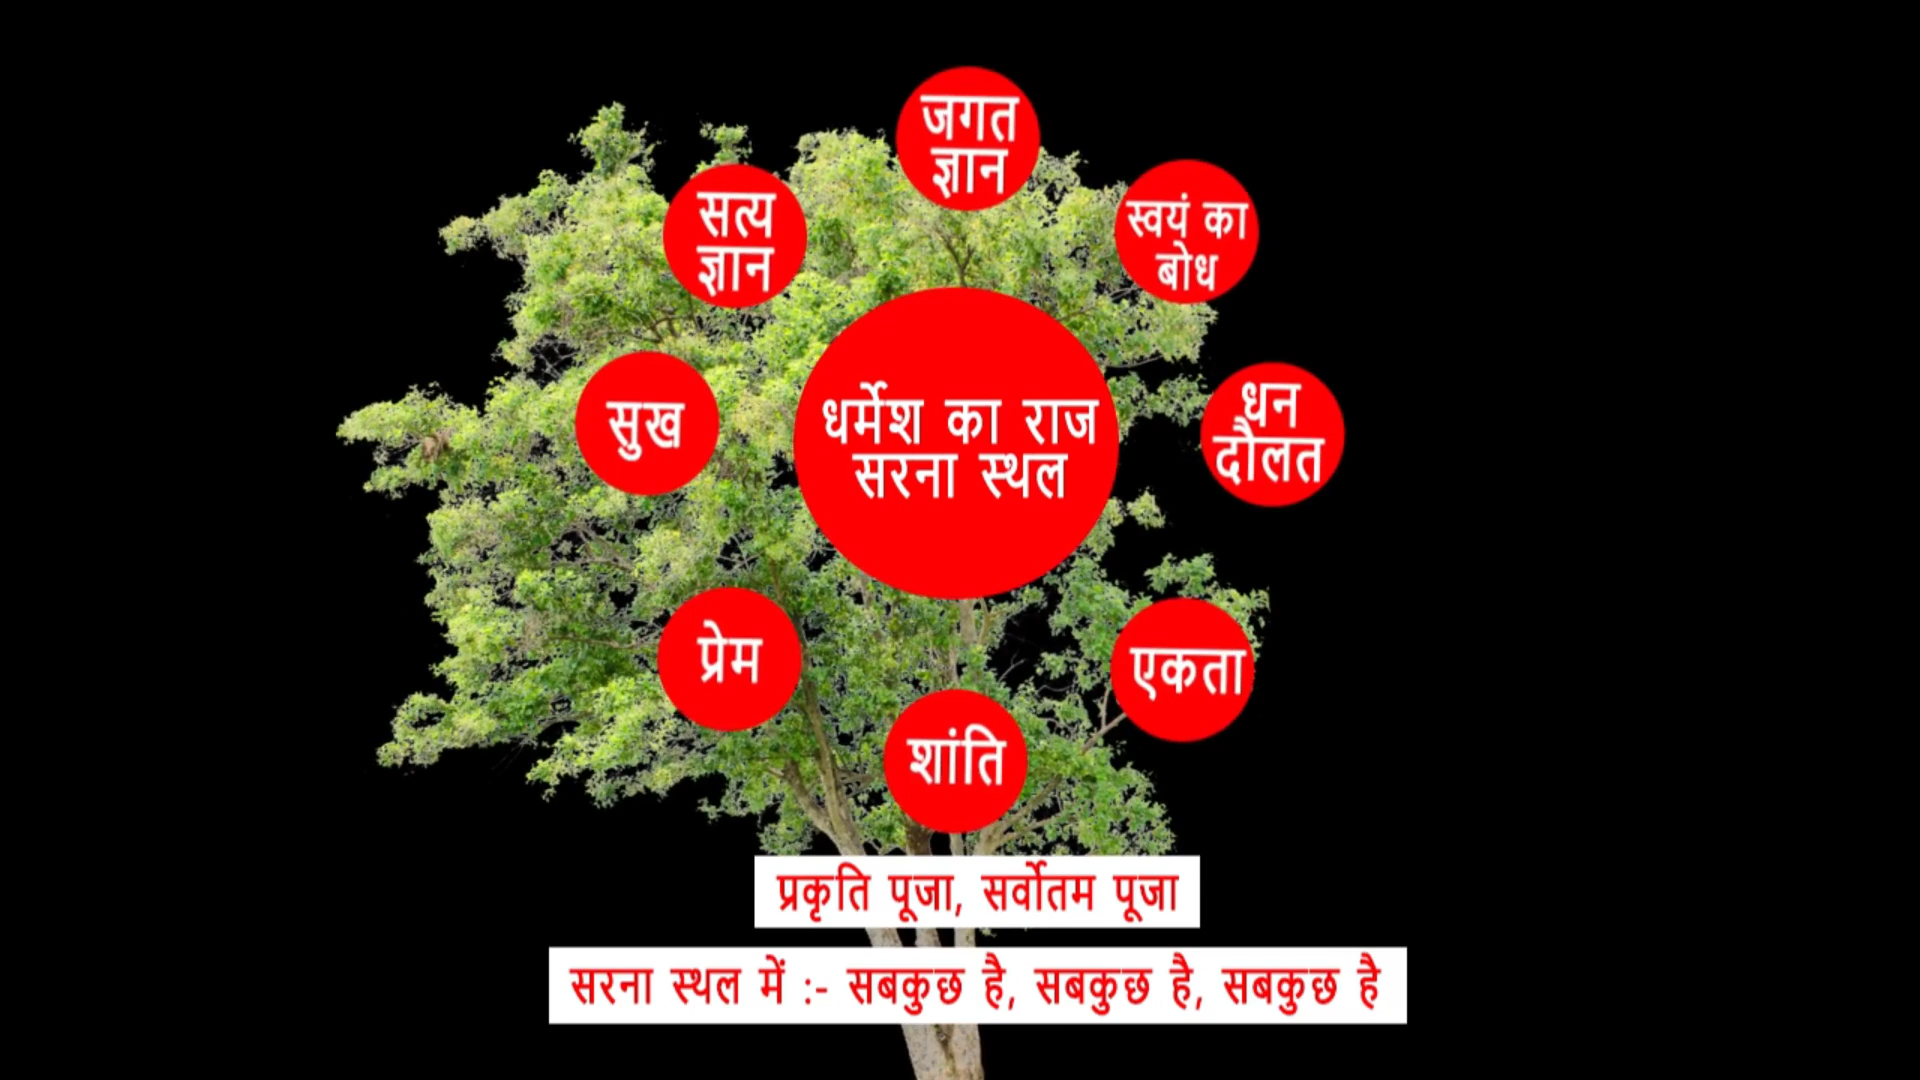 जगत
ज्ञान
सत्य
ज्ञान
स्वयं का
बोध
सुख
धर्मेश का राज
सरना स्थल
धन
दौलत
प्रेम
एकता
शांति
प्रकृति पूजा, सर्वोतम पूजा
सरना स्थल में :- सबकुछ है, सबकुछ है, सबकुछ है